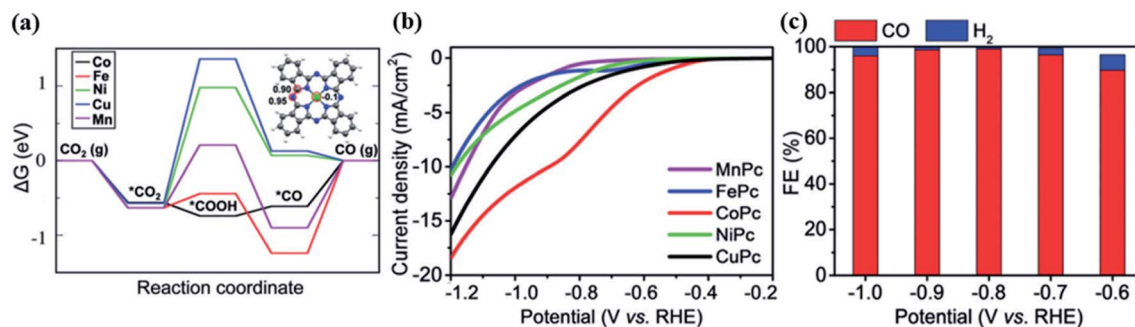 (a)
Co
Fe
Ni
Cu
Mn
0.90
0.95
-0.1
1
0
-1
ΔG (eV)
CO₂ (g)
*CO₂
*COOH
*CO
CO (g)
Reaction coordinate
(b)
0
-5
-10
-15
-20
Current density (mA/cm²)
MnPc
FePc
CoPc
NiPc
CuPc
-1.2 -1.0 -0.8 -0.6 -0.4 -0.2
Potential (V vs. RHE)
(c)
CO H₂
100
80
60
40
20
0
FE (%)
-1.0 -0.9 -0.8 -0.7 -0.6
Potential (V vs. RHE)